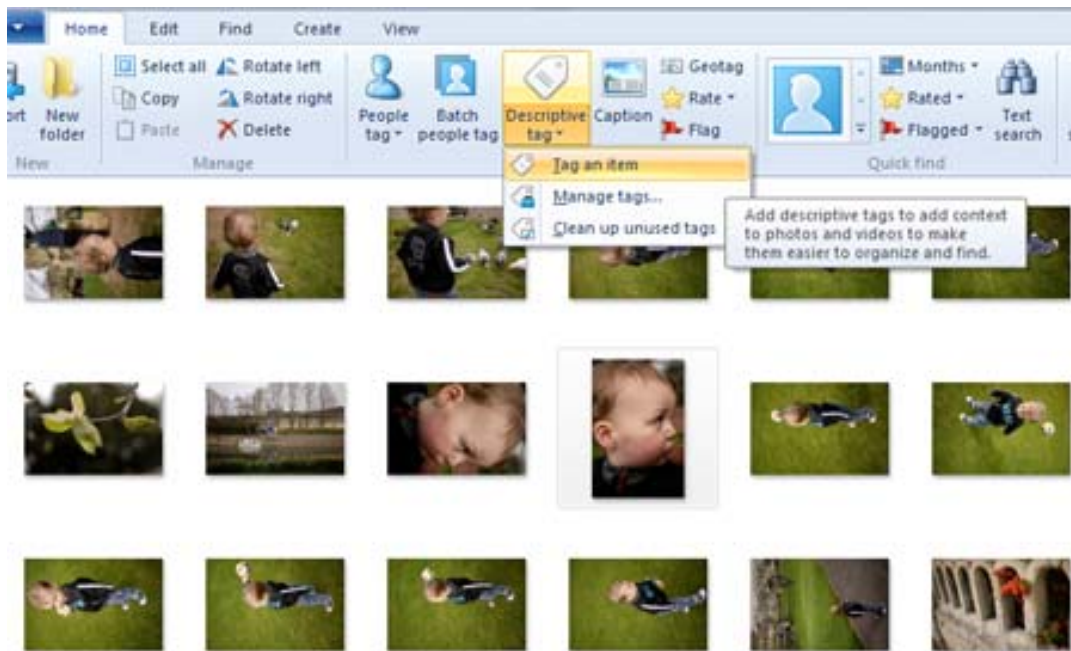 Home Edit Find Create View
Select all Rotate left
Geotag
Months
New folder
Copy Rotate right
People tag
Batch people tag
Descriptive tag
Caption
Rate
Rated
Text search
Paste Delete
Flag
Flagged
New Manage Quick find
Tag an item
Manage tags...
Clean up unused tags
Add descriptive tags to add context
to photos and videos to make
them easier to organize and find.